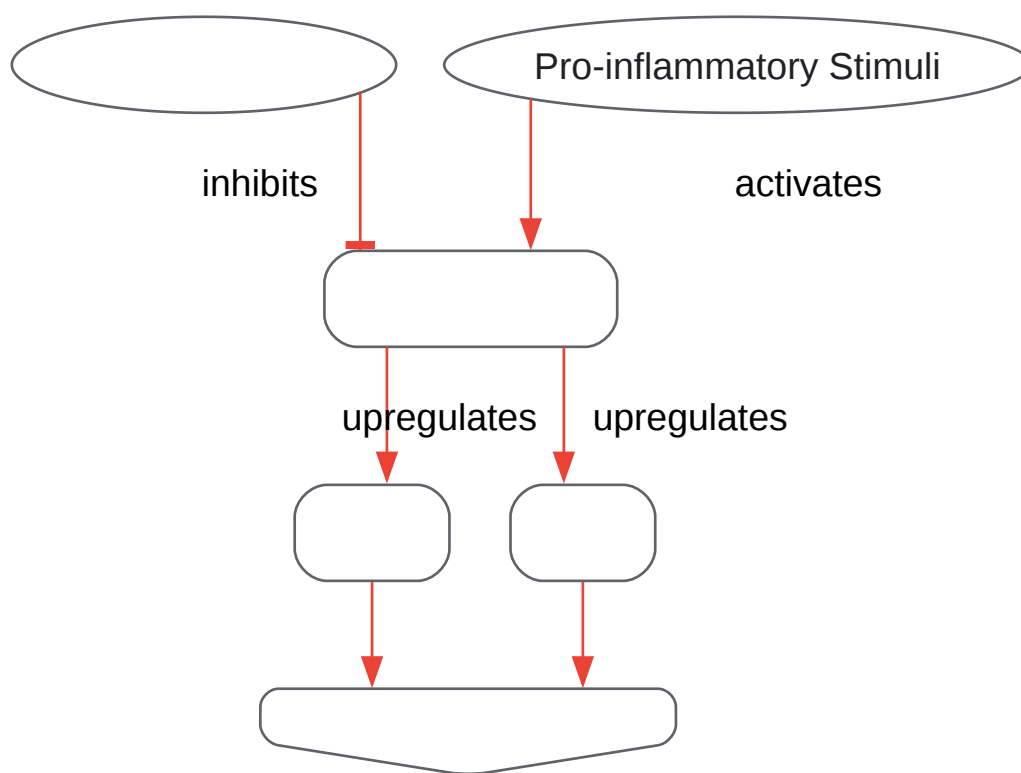 Pro-inflammatory Stimuli
inhibits
activates
upregulates
upregulates